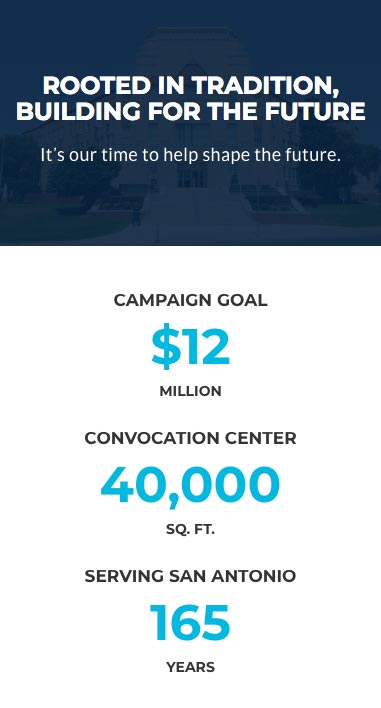 ROOTED IN TRADITION,
BUILDING FOR THE FUTURE
It's our time to help shape the future.
CAMPAIGN GOAL
$12
MILLION
CONVOCATION CENTER
40,000
SQ. FT.
SERVING SAN ANTONIO
165
YEARS